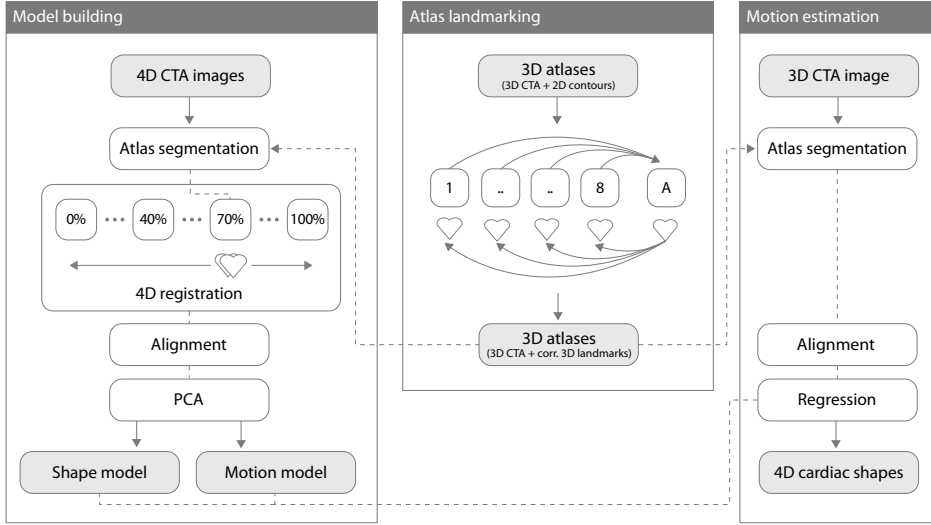 Model building
4D CTA images
Atlas segmentation
0%
40%
70%
100%
4D registration
Alignment
PCA
Shape model
Motion model
Atlas landmarking
3D atlases
(3D CTA + 2D contours)
1
..
..
8
A
3D atlases
(3D CTA + corr. 3D landmarks)
Motion estimation
3D CTA image
Atlas segmentation
Alignment
Regression
4D cardiac shapes